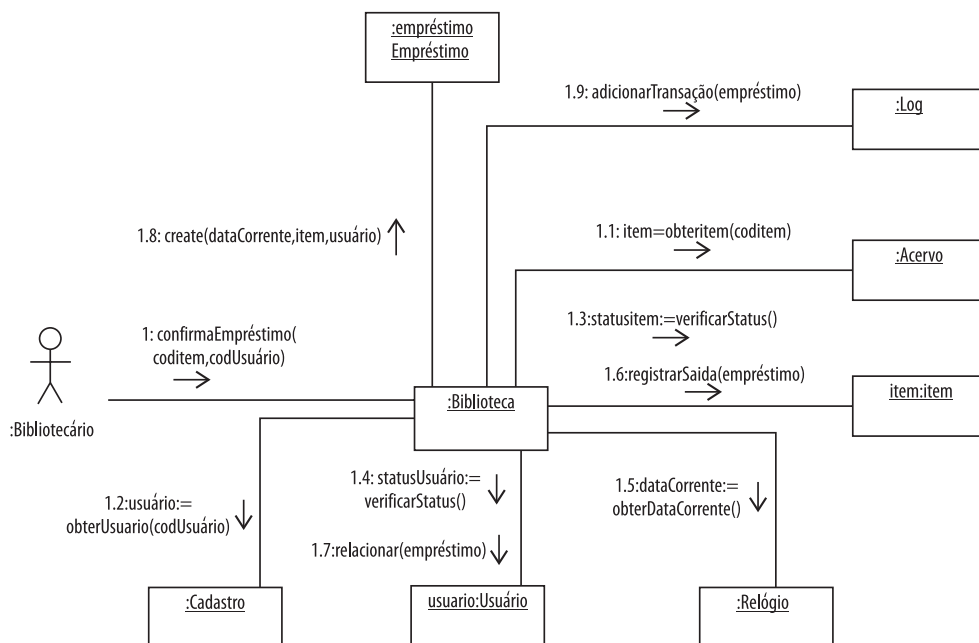 :empréstimo
Empréstimo
1.9: adicionarTransação(empréstimo)
:Log
1.8: create(dataCorrente,item,usuário)
1.1: item=obteritem(coditem)
:Acervo
1.3:statusitem:=verificarStatus()
1: confirmaEmpréstimo(
coditem,codUsuário)
1.6:registrarSaida(empréstimo)
:Biblioteca
item:item
:Bibliotecário
1.2:usuário:=
obterUsuario(codUsuário)
1.4: statusUsuário:=
verificarStatus()
1.5:dataCorrente:=
obterDataCorrente()
1.7:relacionar(empréstimo)
:Cadastro
usuario:Usuário
:Relógio